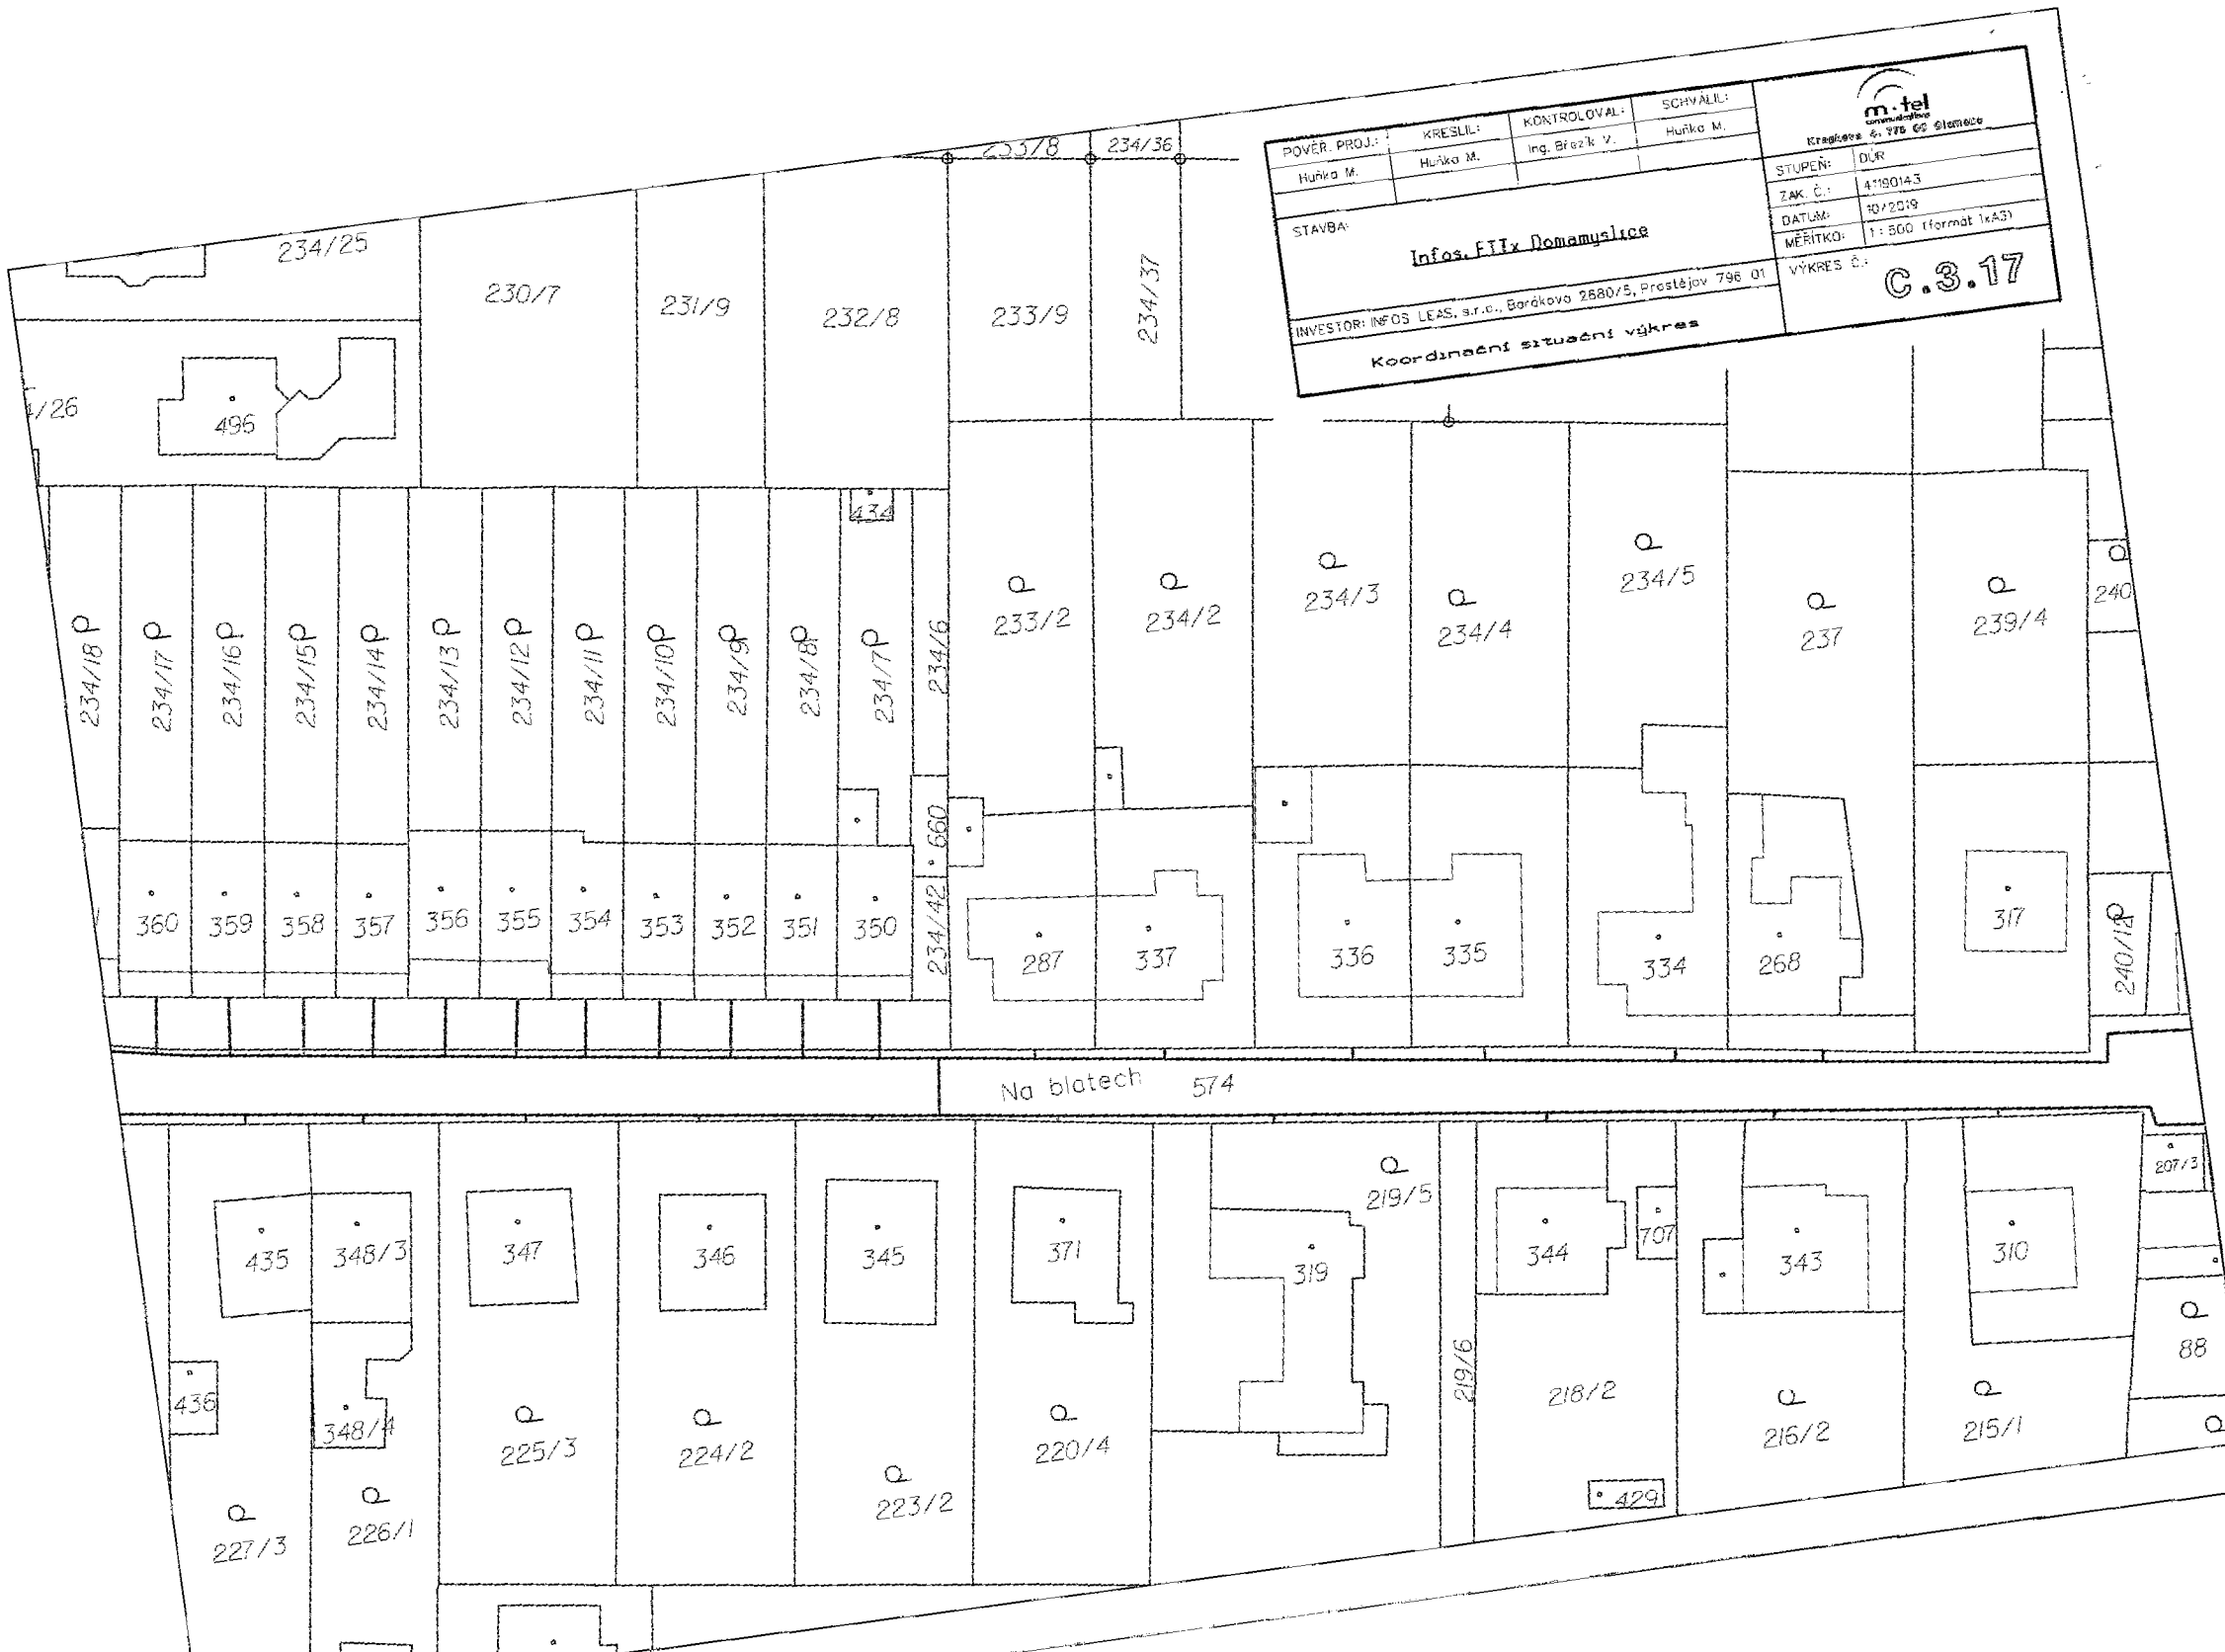 POVĚR. PROJ.: KRESLIL: KONTROLOVAL: SCHVÁLIL:
Huňka M. Huňka M. Ing. Břazík V. Huňka M.
m·tel
communications
STUPEŇ: DÚR
ZAK. Č.: 41190143
DATUM: 10/2019
MĚŘÍTKO: 1:500 (formát 1xA3)
VÝKRES Č.: C.3.17
STAVBA:
Infos, FTTx Domamyslice
INVESTOR: INFOS LEAS, s.r.o., Barákova 2680/5, Prostějov 796 01
Koordinační situační výkres
233/8 234/36
234/25 230/7 231/9 232/8 233/9 234/37
496
434
233/2 234/2 234/3 234/4 234/5 237 239/4 240
234/18 234/17 234/16 234/15 234/14 234/13 234/12 234/11 234/10 234/9 234/8 234/7 234/6
660
360 359 358 357 356 355 354 353 352 351 350 234/42 287 337 336 335 334 268 317
Na blatech 574
207/3
435 348/3 347 346 345 371 319 219/5 344 707 343 310
436 348/4 219/6 218/2 88
225/3 224/2 220/4 216/2 215/1
223/2 429
227/3 226/1